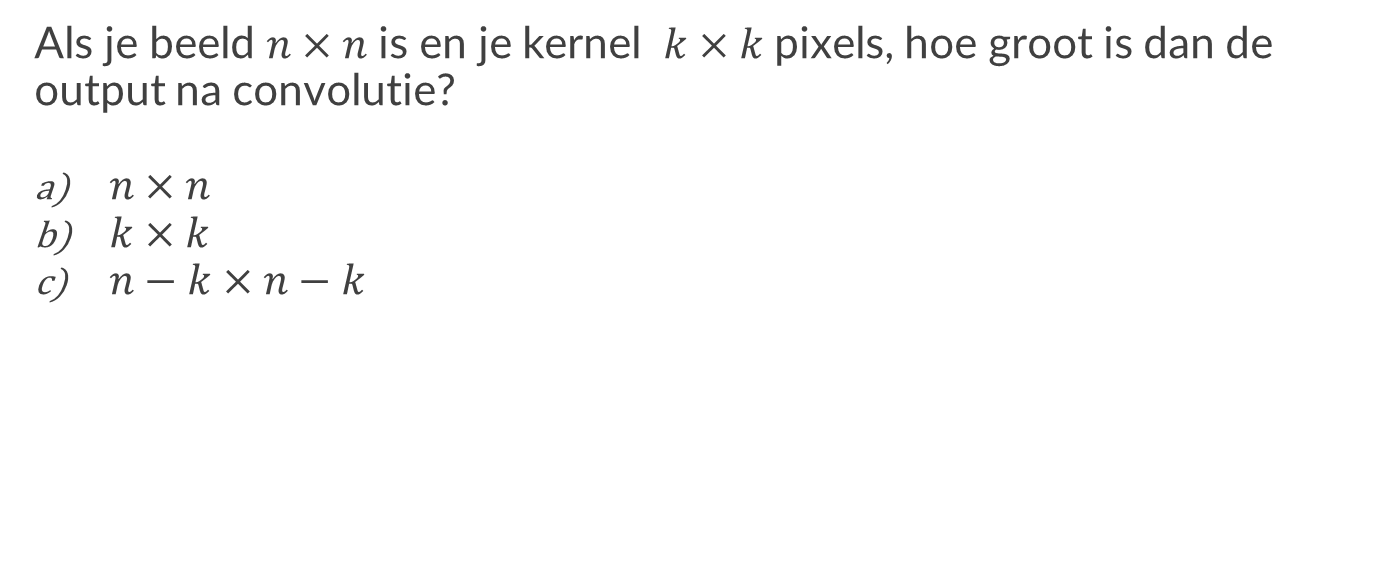 Als je beeld n × n is en je kernel k × k pixels, hoe groot is dan de
output na convolutie?
a) n × n
b) k × k
c) n − k × n − k